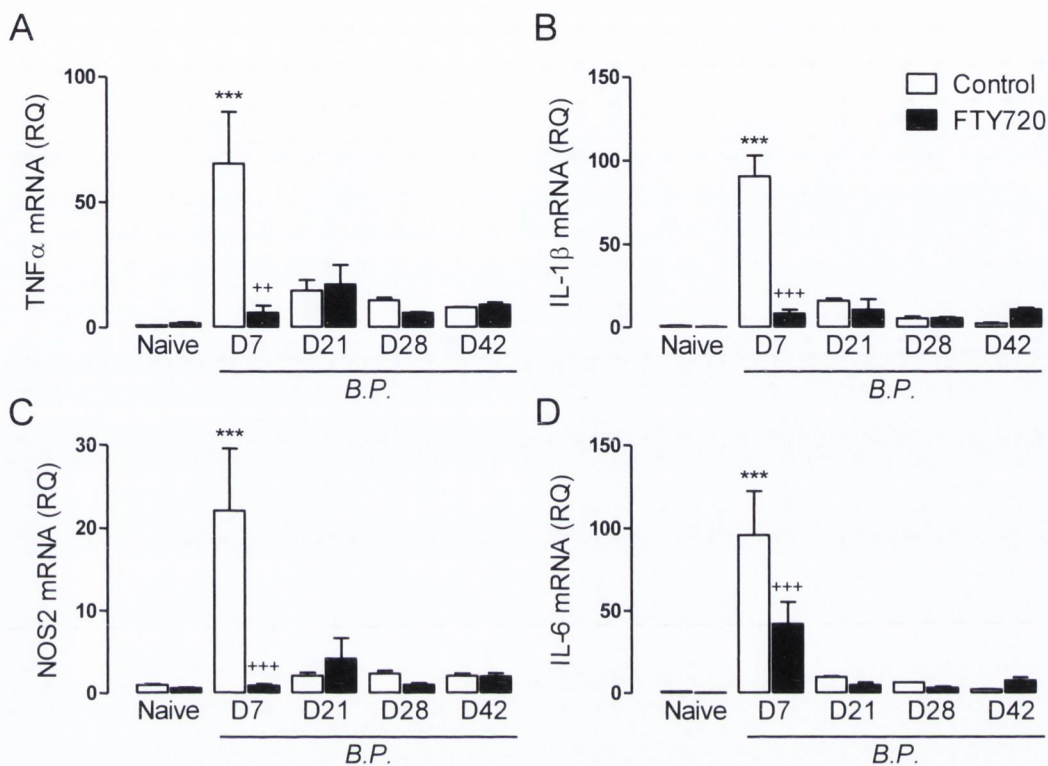 A
TNFα mRNA (RQ)
100
50
0
***
++
Naive D7 D21 D28 D42
B.P.
B
IL-1β mRNA (RQ)
150
100
50
0
***
+++
Control
FTY720
Naive D7 D21 D28 D42
B.P.
C
NOS2 mRNA (RQ)
30
20
10
0
***
+++
Naive D7 D21 D28 D42
B.P.
D
IL-6 mRNA (RQ)
150
100
50
0
***
+++
Naive D7 D21 D28 D42
B.P.